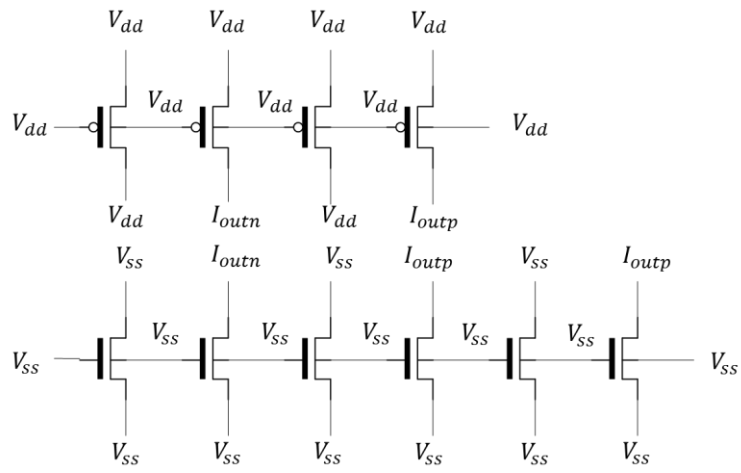 V_dd V_dd V_dd V_dd
V_dd V_dd V_dd V_dd V_dd
V_dd I_outn V_dd I_outp
V_ss I_outn V_ss I_outp V_ss I_outp
V_ss V_ss V_ss V_ss V_ss V_ss V_ss
V_ss V_ss V_ss V_ss V_ss V_ss